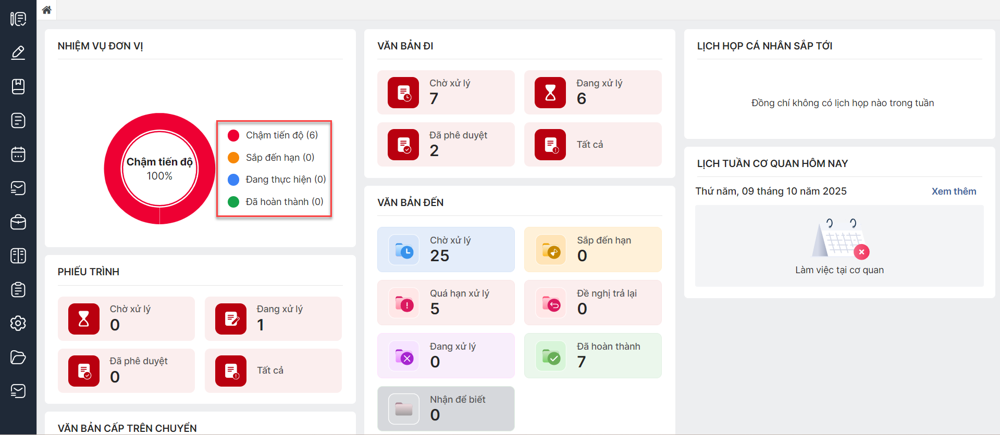 NHIỆM VỤ ĐƠN VỊ
Chậm tiến độ
100%
Chậm tiến độ (6)
Sắp đến hạn (0)
Đang thực hiện (0)
Đã hoàn thành (0)
PHIẾU TRÌNH
Chờ xử lý
0
Đang xử lý
1
Đã phê duyệt
0
Tất cả
VĂN BẢN CẤP TRÊN CHUYỂN
VĂN BẢN ĐI
Chờ xử lý
7
Đang xử lý
6
Đã phê duyệt
2
Tất cả
VĂN BẢN ĐẾN
Chờ xử lý
25
Sắp đến hạn
0
Quá hạn xử lý
5
Đề nghị trả lại
0
Đang xử lý
0
Đã hoàn thành
7
Nhận để biết
0
LỊCH HỌP CÁ NHÂN SẮP TỚI
Đồng chí không có lịch họp nào trong tuần
LỊCH TUẦN CƠ QUAN HÔM NAY
Thứ năm, 09 tháng 10 năm 2025
Xem thêm
Làm việc tại cơ quan